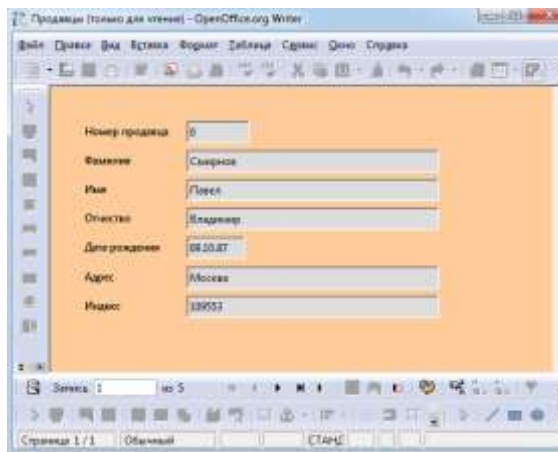 Продавцы (только для чтения) - OpenOffice.org Writer
Файл Правка Вид Вставка Формат Таблица Сервис Окно Справка
Номер продавца 0
Фамилия Смирнов
Имя Павел
Отчество Владимир
Дата рождения 09.10.87
Адрес Москва
Индекс 109553
Запись 1 из 5
Страница 1 / 1 Обычный СТАНД